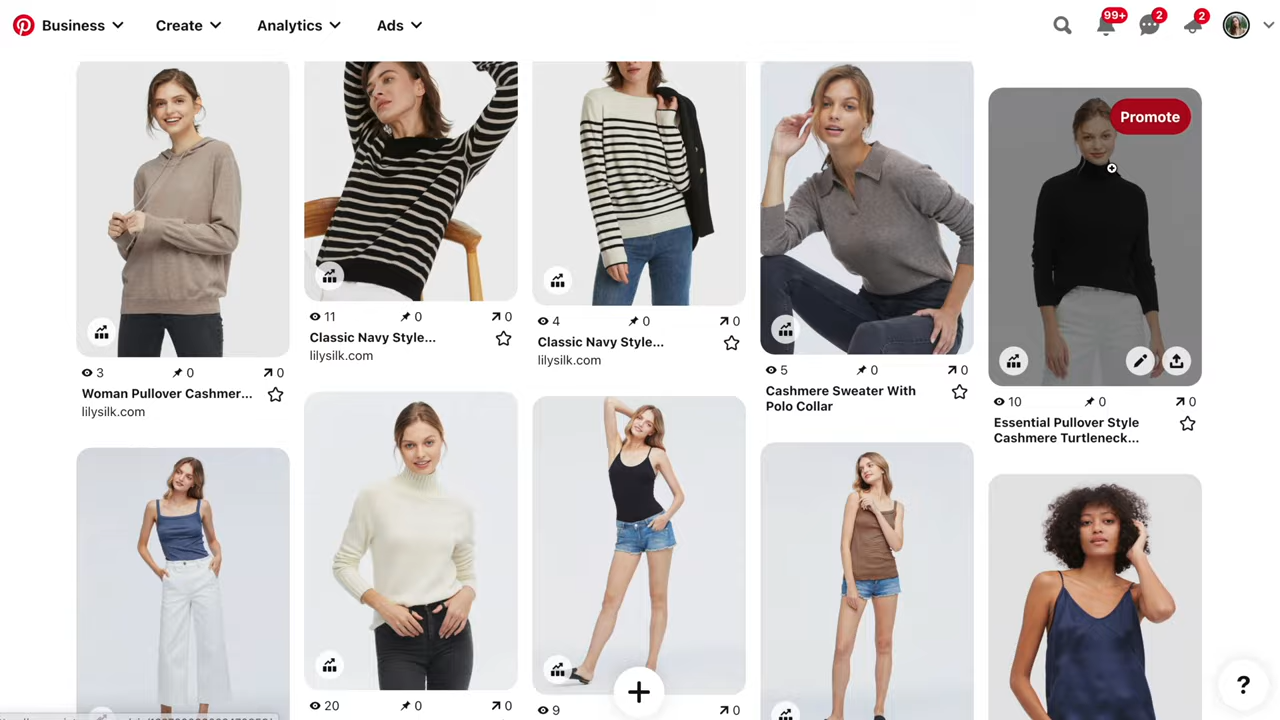 Business
Create
Analytics
Ads
99+
2
2
Promote
3
0
0
Woman Pullover Cashmer...
lilysilk.com
11
0
0
Classic Navy Style...
lilysilk.com
4
0
0
Classic Navy Style...
lilysilk.com
5
0
0
Cashmere Sweater With
Polo Collar
10
0
0
Essential Pullover Style
Cashmere Turtleneck...
20
0
0
9
0
?